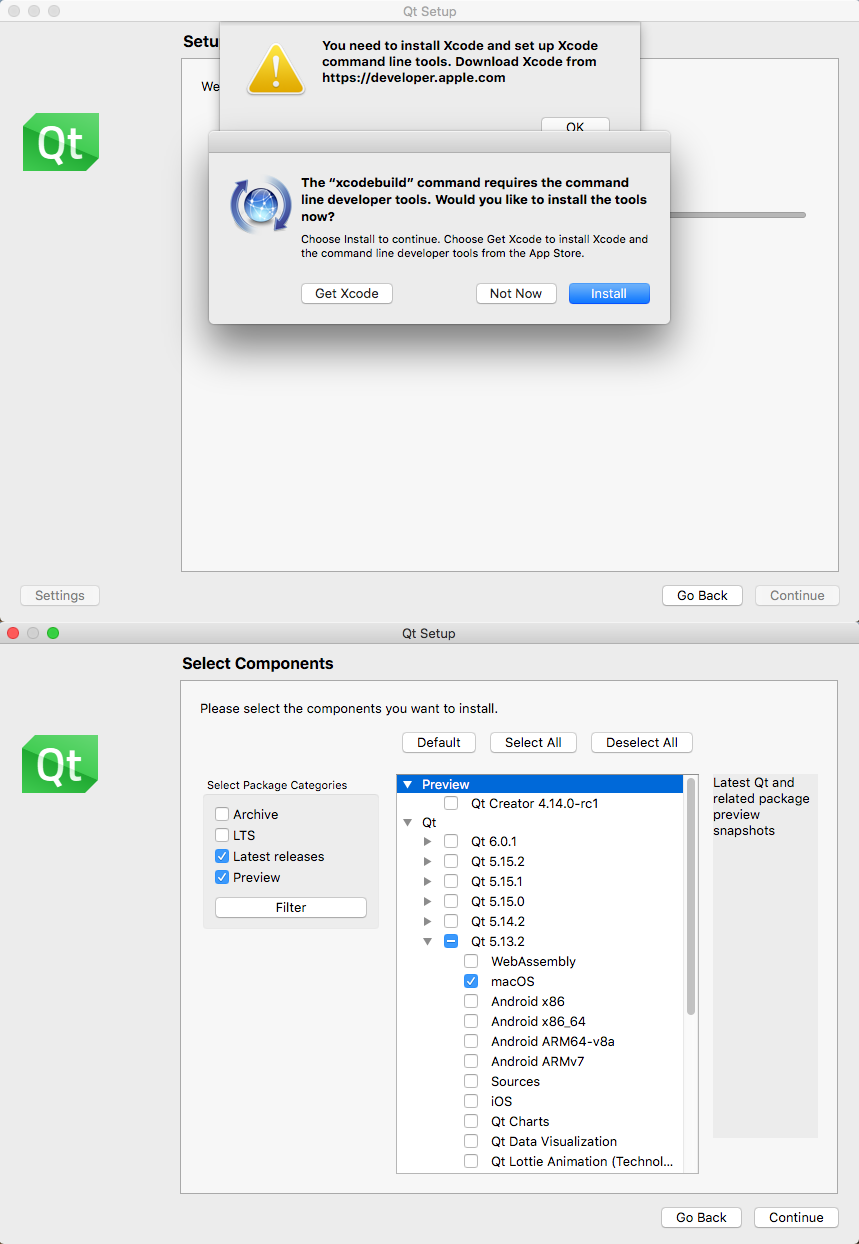 Qt Setup
Setu
You need to install Xcode and set up Xcode
command line tools. Download Xcode from
https://developer.apple.com
We
Qt
OK
The “xcodebuild” command requires the command
line developer tools. Would you like to install the tools
now?
Choose Install to continue. Choose Get Xcode to install Xcode and
the command line developer tools from the App Store.
Get Xcode
Not Now
Install
Settings
Go Back
Continue
Qt Setup
Select Components
Please select the components you want to install.
Qt
Default
Select All
Deselect All
Select Package Categories
Archive
LTS
Latest releases
Preview
Filter
Preview
Qt Creator 4.14.0-rc1
Qt
Qt 6.0.1
Qt 5.15.2
Qt 5.15.1
Qt 5.15.0
Qt 5.14.2
Qt 5.13.2
WebAssembly
macOS
Android x86
Android x86_64
Android ARM64-v8a
Android ARMv7
Sources
iOS
Qt Charts
Qt Data Visualization
Qt Lottie Animation (Technol...
Latest Qt and
related package
preview
snapshots
Go Back
Continue